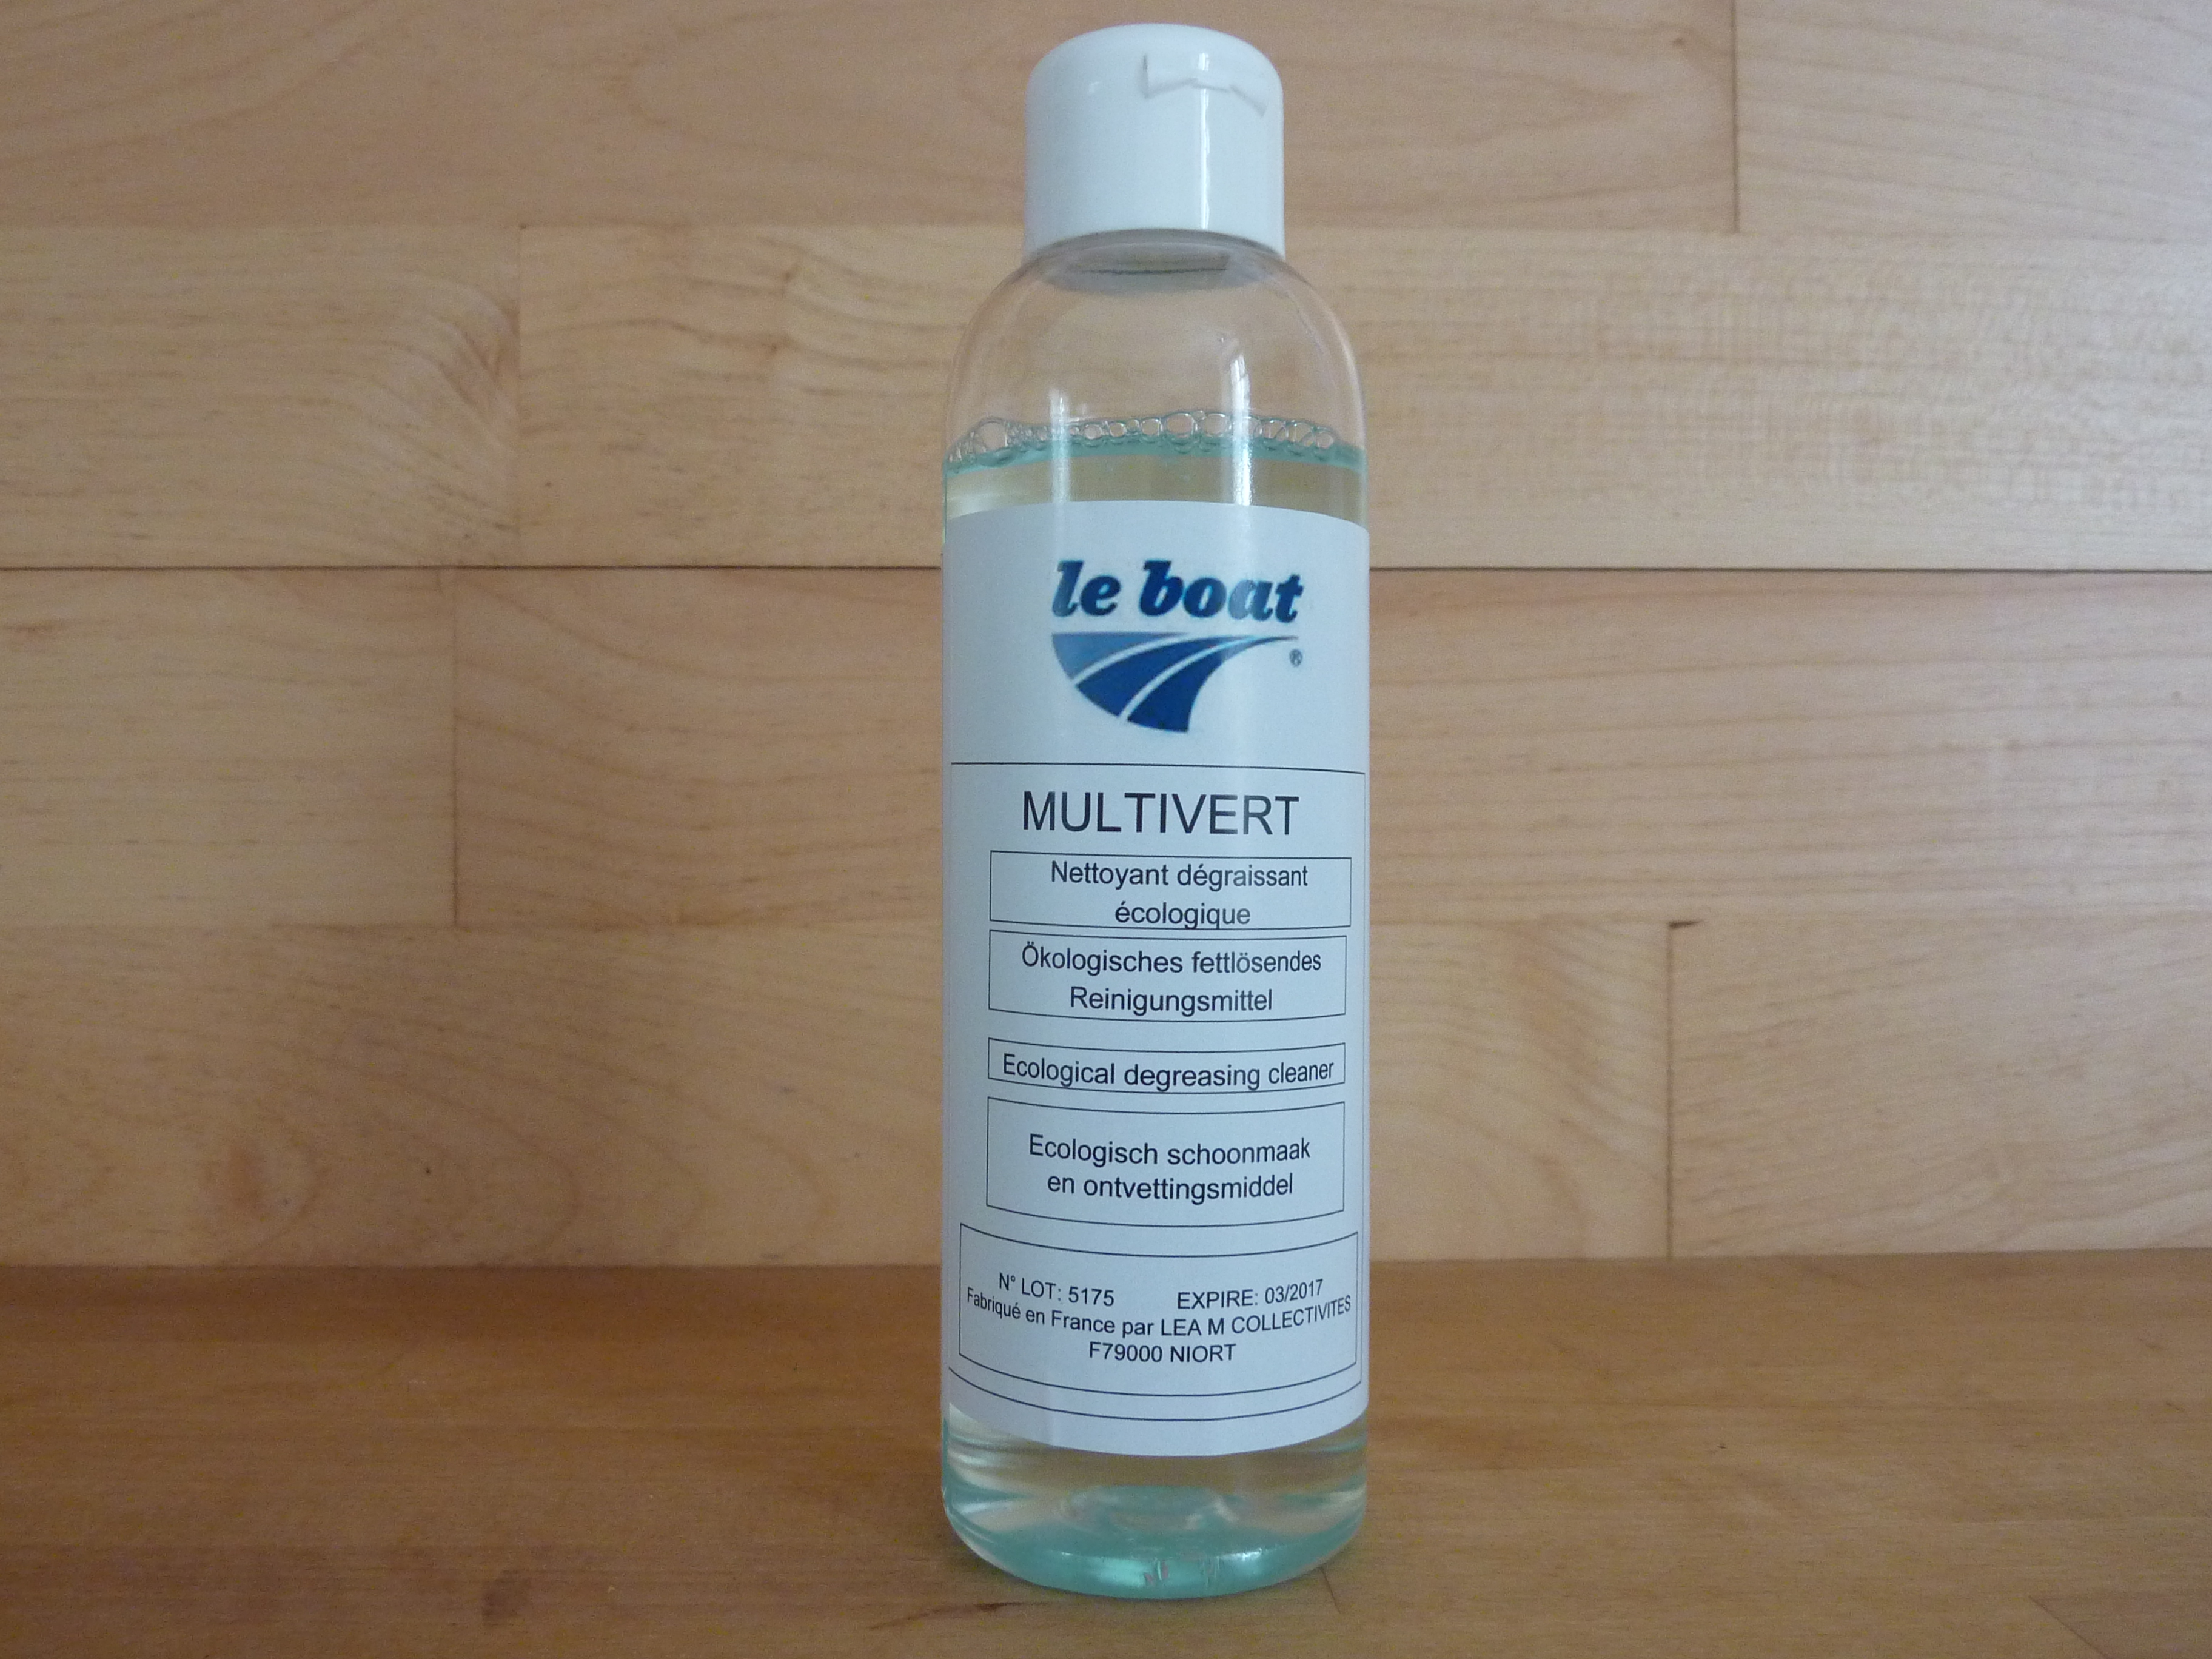 le boat
®
MULTIVERT
Nettoyant dégraissant
écologique
Ökologisches fettlösendes
Reinigungsmittel
Ecological degreasing cleaner
Ecologisch schoonmaak
en ontvettingsmiddel
N° LOT: 5175 EXPIRE: 03/2017
Fabriqué en France par LEA M COLLECTIVITES
F79000 NIORT